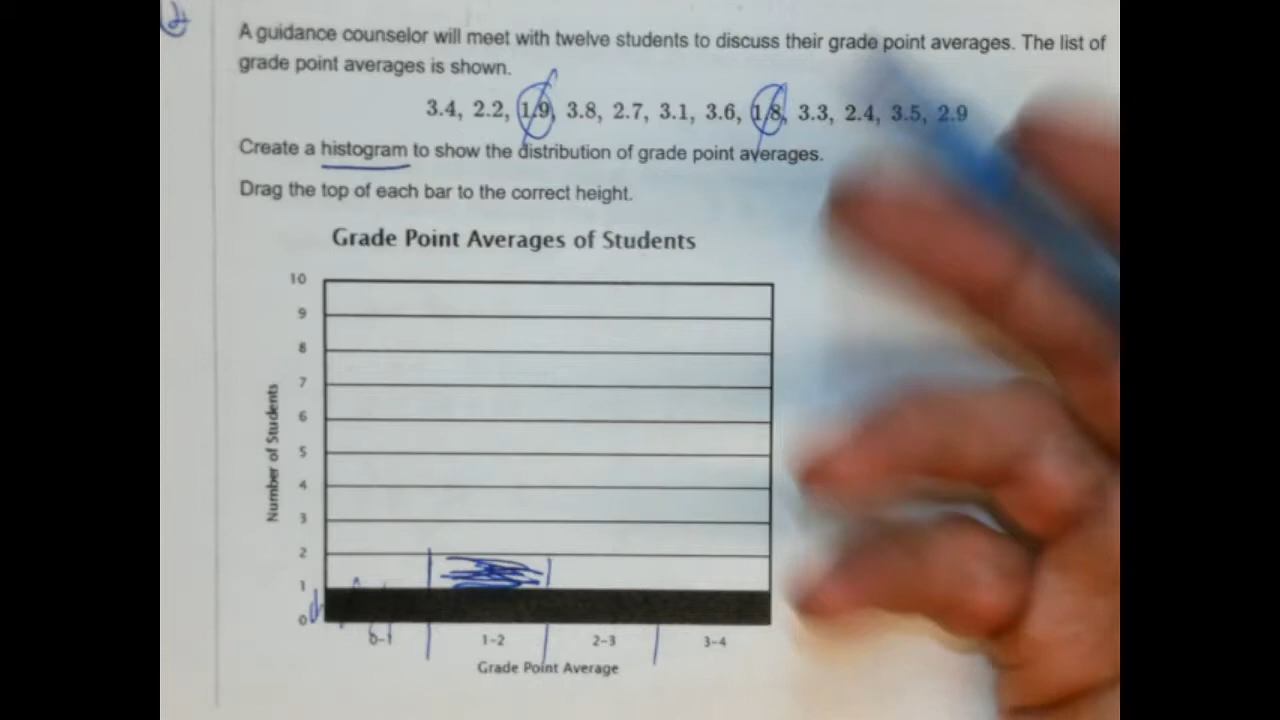 A guidance counselor will meet with twelve students to discuss their grade point averages. The list of
grade point averages is shown.
3.4, 2.2, 1.9, 3.8, 2.7, 3.1, 3.6, 1.8, 3.3, 2.4, 3.5, 2.9
Create a histogram to show the distribution of grade point averages.
Drag the top of each bar to the correct height.
Grade Point Averages of Students
10
9
8
7
6
5
4
3
2
1
0
Number of Students
0-1 1-2 2-3 3-4
Grade Point Average